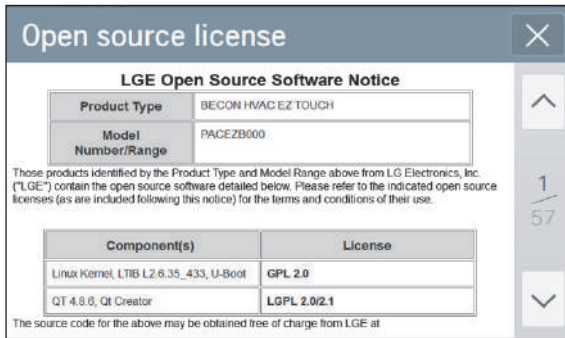 Open source license
LGE Open Source Software Notice
Product Type BECON HVAC EZ TOUCH
Model Number/Range PACEZB000
Those products identified by the Product Type and Model Range above from LG Electronics, Inc.
("LGE") contain the open source software detailed below. Please refer to the indicated open source
licenses (as are included following this notice) for the terms and conditions of their use.
1
57
Component(s) License
Linux Kernel, LTIB L2.6.35_433, U-Boot GPL 2.0
QT 4.8.6, Qt Creator LGPL 2.0/2.1
The source code for the above may be obtained free of charge from LGE at